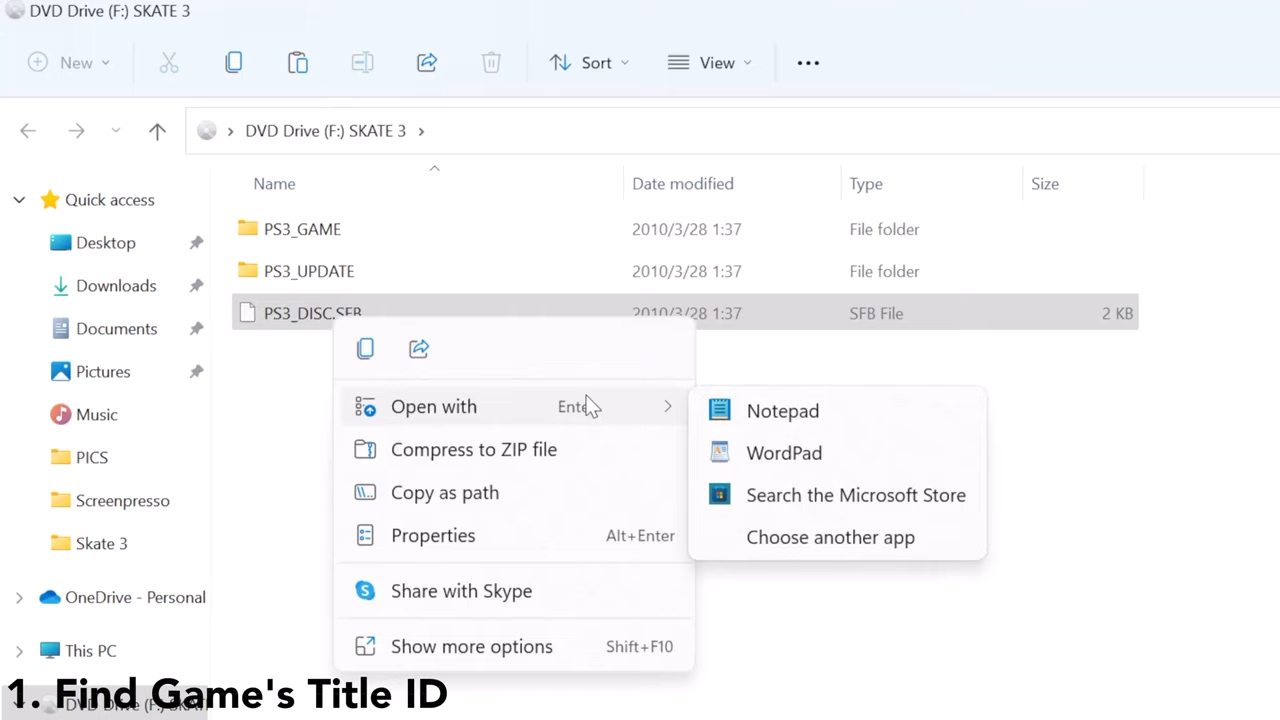 DVD Drive (F:) SKATE 3
New
Sort
View
DVD Drive (F:) SKATE 3
Name
Date modified
Type
Size
Quick access
PS3_GAME
2010/3/28 1:37
File folder
Desktop
PS3_UPDATE
2010/3/28 1:37
File folder
Downloads
PS3_DISC.SFB
2010/3/28 1:37
SFB File
2 KB
Documents
Pictures
Music
PICS
Screenpresso
Skate 3
OneDrive - Personal
This PC
Open with
Enter
Compress to ZIP file
Copy as path
Properties
Alt+Enter
Share with Skype
Show more options
Shift+F10
Notepad
WordPad
Search the Microsoft Store
Choose another app
1. Find Game's Title ID
DVD Drive (F:) SKAT